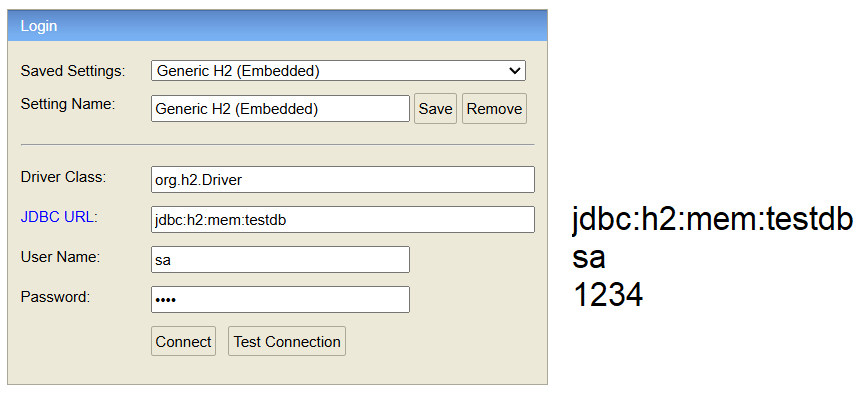 Login
Saved Settings: Generic H2 (Embedded)
Setting Name: Generic H2 (Embedded) Save Remove
Driver Class: org.h2.Driver
JDBC URL: jdbc:h2:mem:testdb
User Name: sa
Password: ••••
Connect Test Connection
jdbc:h2:mem:testdb
sa
1234